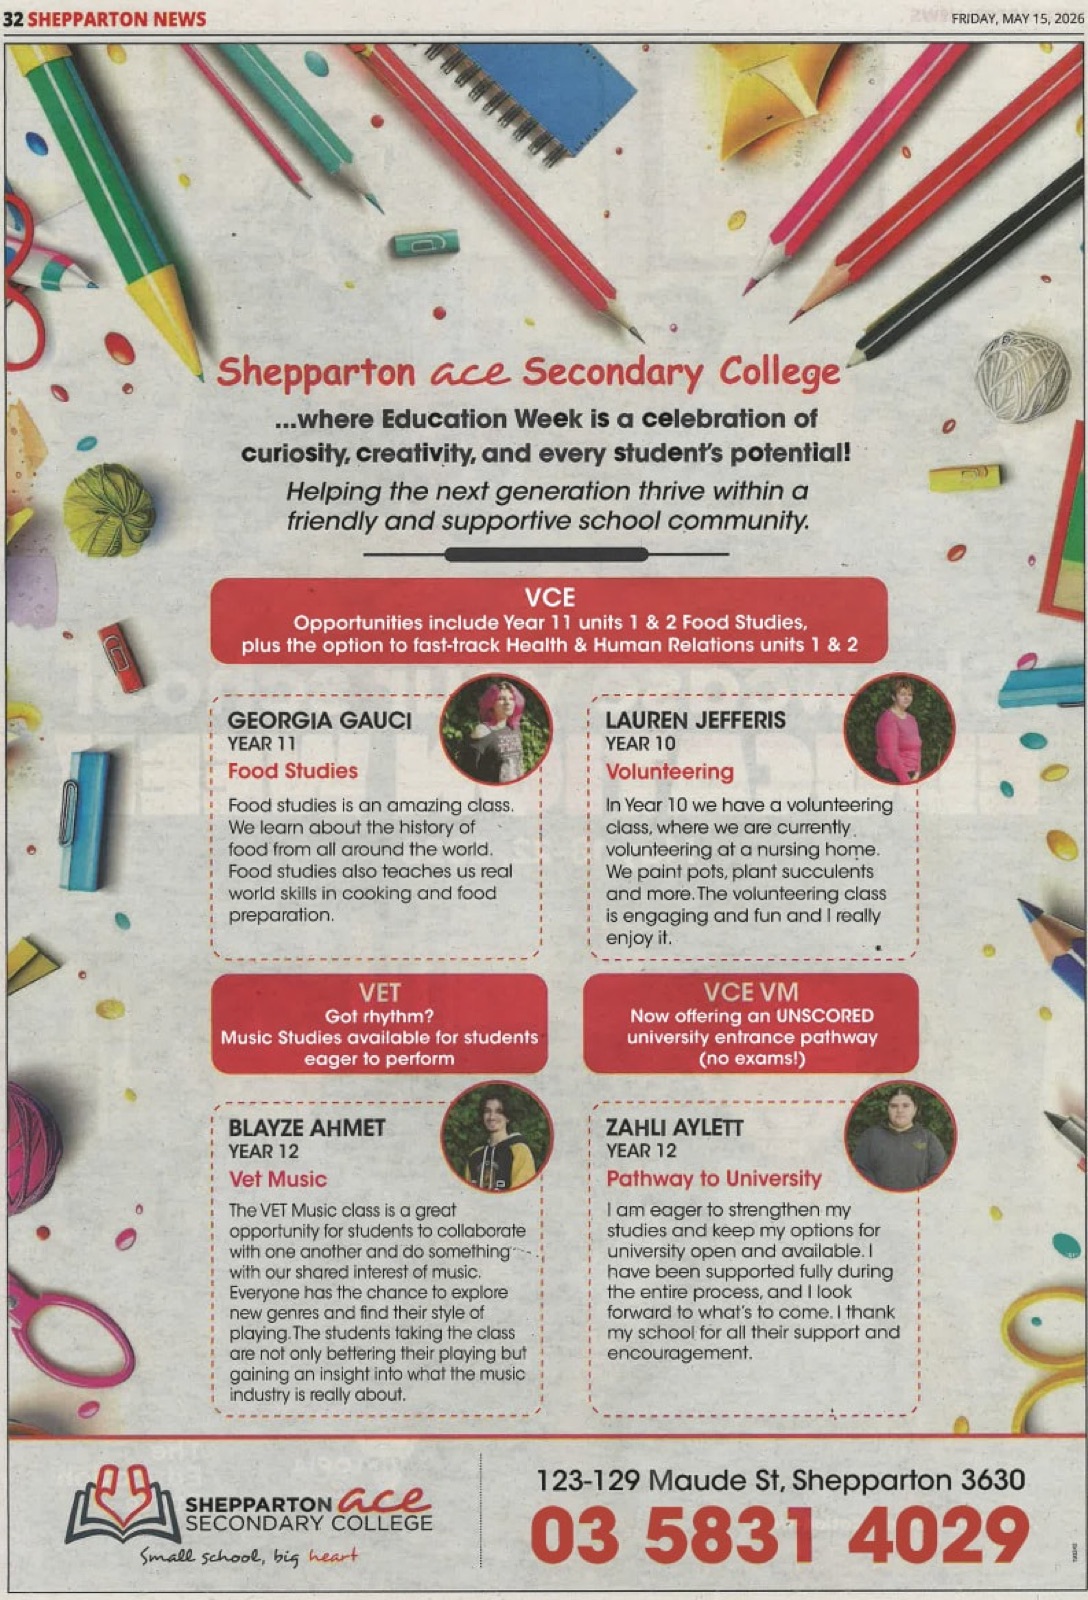 32 SHEPPARTON NEWS
FRIDAY, MAY 15, 2026
Shepparton ace Secondary College
...where Education Week is a celebration of
curiosity, creativity, and every student's potential!
Helping the next generation thrive within a
friendly and supportive school community.
VCE
Opportunities include Year 11 units 1 & 2 Food Studies,
plus the option to fast-track Health & Human Relations units 1 & 2
GEORGIA GAUCI
YEAR 11
Food Studies
Food studies is an amazing class.
We learn about the history of
food from all around the world.
Food studies also teaches us real
world skills in cooking and food
preparation.
LAUREN JEFFERIS
YEAR 10
Volunteering
In Year 10 we have a volunteering
class, where we are currently
volunteering at a nursing home.
We paint pots, plant succulents
and more. The volunteering class
is engaging and fun and I really
enjoy it.
VET
Got rhythm?
Music Studies available for students
eager to perform
VCE VM
Now offering an UNSCORED
university entrance pathway
(no exams!)
BLAYZE AHMET
YEAR 12
Vet Music
The VET Music class is a great
opportunity for students to collaborate
with one another and do something
with our shared interest of music.
Everyone has the chance to explore
new genres and find their style of
playing. The students taking the class
are not only bettering their playing but
gaining an insight into what the music
industry is really about.
ZAHLI AYLETT
YEAR 12
Pathway to University
I am eager to strengthen my
studies and keep my options for
university open and available. I
have been supported fully during
the entire process, and I look
forward to what's to come. I thank
my school for all their support and
encouragement.
SHEPPARTON ace
SECONDARY COLLEGE
Small school, big heart
123-129 Maude St, Shepparton 3630
03 5831 4029